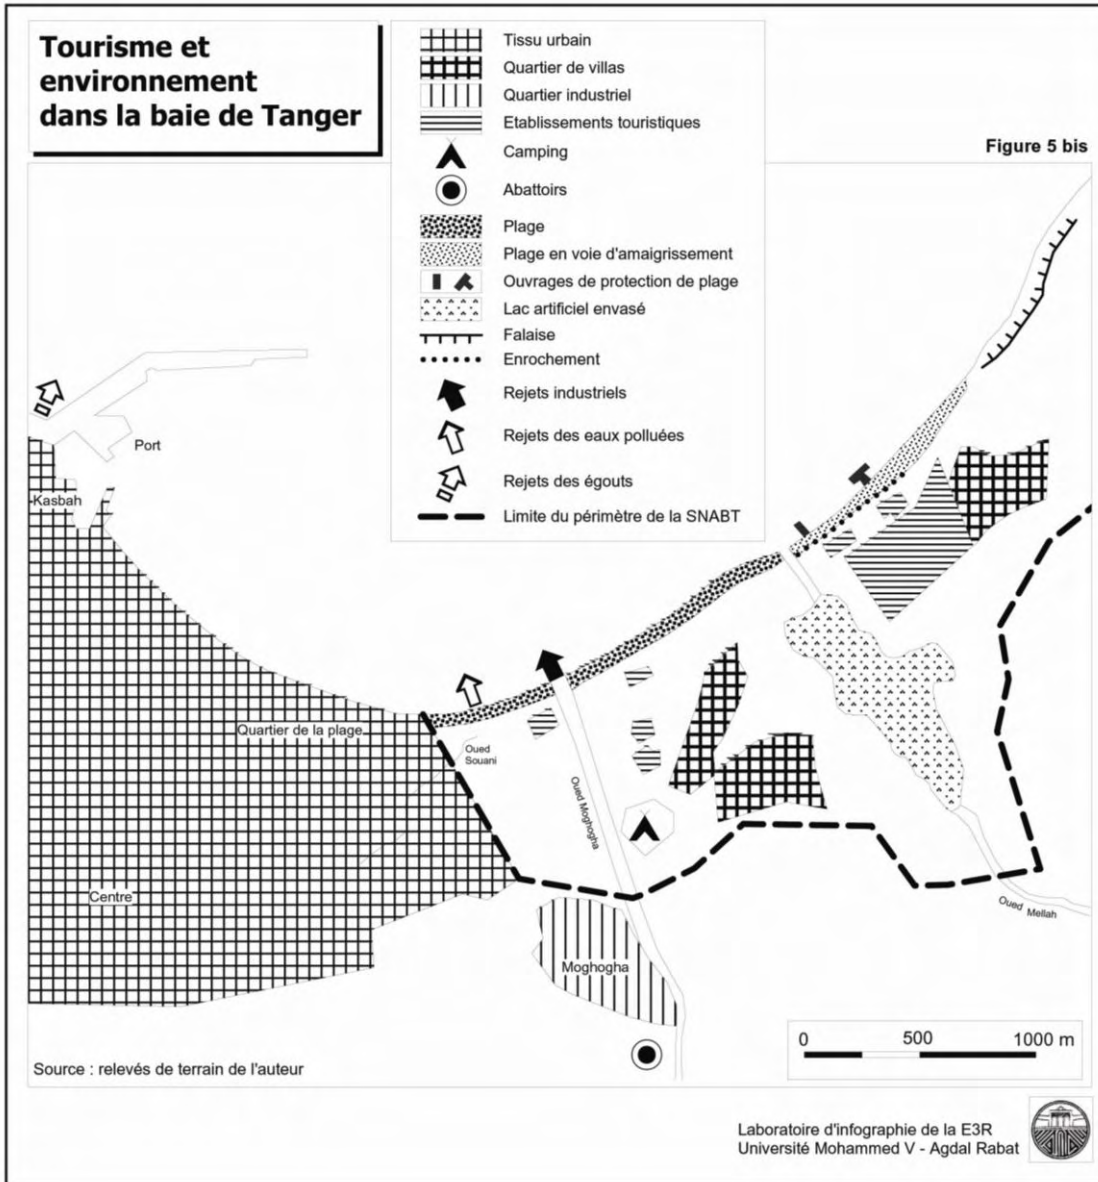 Tourisme et
environnement
dans la baie de Tanger
Tissu urbain
Quartier de villas
Quartier industriel
Etablissements touristiques
Camping
Abattoirs
Plage
Plage en voie d'amaigrissement
Ouvrages de protection de plage
Lac artificiel envasé
Falaise
Enrochement
Rejets industriels
Rejets des eaux polluées
Rejets des égouts
Limite du périmètre de la SNABT
Figure 5 bis
Port
Kasbah
Quartier de la plage
Oued
Souani
Oued Moghogha
Centre
Oued Mellah
Moghogha
0 500 1000 m
Source : relevés de terrain de l'auteur
Laboratoire d'infographie de la E3R
Université Mohammed V - Agdal Rabat